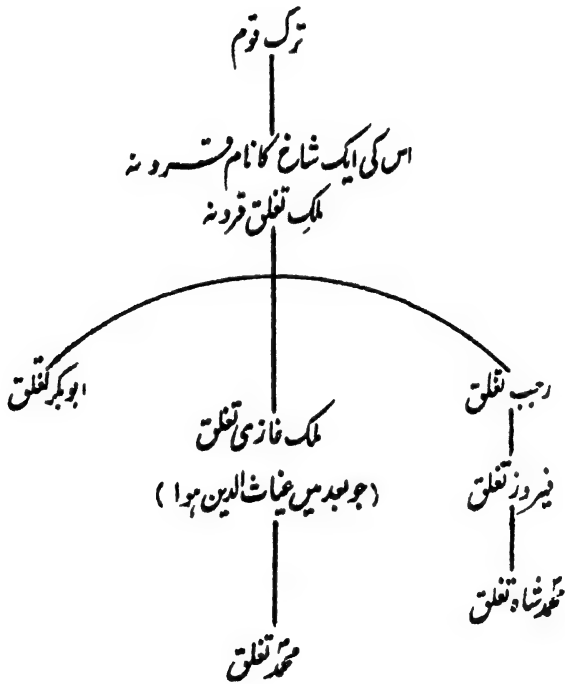 ترک قوم
اس کی ایک شاخ کا نام قرونہ
ملک تغلق قرونہ
رجب تغلق
ابوبکر تغلق
ملک غازی تغلق
(جو بعد میں غیاث الدین ہوا)
فیروز تغلق
محمد شاہ تغلق
محمد تغلق